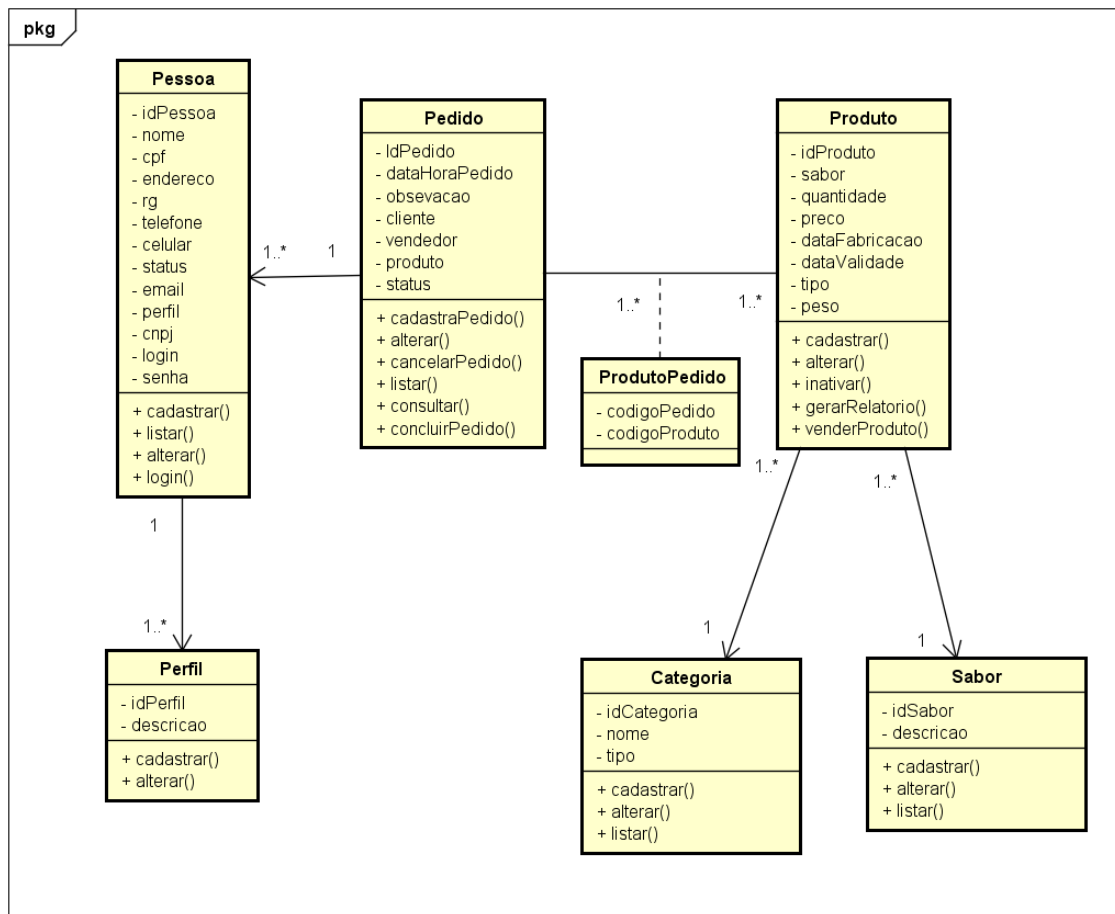 pkg
Pessoa
- idPessoa
- nome
- cpf
- endereco
- rg
- telefone
- celular
- status
- email
- perfil
- cnpj
- login
- senha
+ cadastrar()
+ listar()
+ alterar()
+ login()
1..*
1
Pedido
- IdPedido
- dataHoraPedido
- obsevacao
- cliente
- vendedor
- produto
- status
+ cadastraPedido()
+ alterar()
+ cancelarPedido()
+ listar()
+ consultar()
+ concluirPedido()
1..*
1..*
Produto
- idProduto
- sabor
- quantidade
- preco
- dataFabricacao
- dataValidade
- tipo
- peso
+ cadastrar()
+ alterar()
+ inativar()
+ gerarRelatorio()
+ venderProduto()
ProdutoPedido
- codigoPedido
- codigoProduto
1..*
1..*
1
1..*
1
1
Perfil
- idPerfil
- descricao
+ cadastrar()
+ alterar()
Categoria
- idCategoria
- nome
- tipo
+ cadastrar()
+ alterar()
+ listar()
Sabor
- idSabor
- descricao
+ cadastrar()
+ alterar()
+ listar()